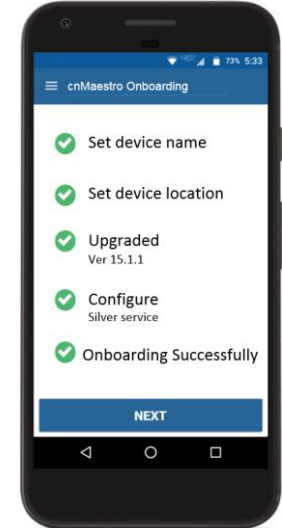 73% 5:33
cnMaestro Onboarding
Set device name
Set device location
Upgraded
Ver 15.1.1
Configure
Silver service
Onboarding Successfully
NEXT